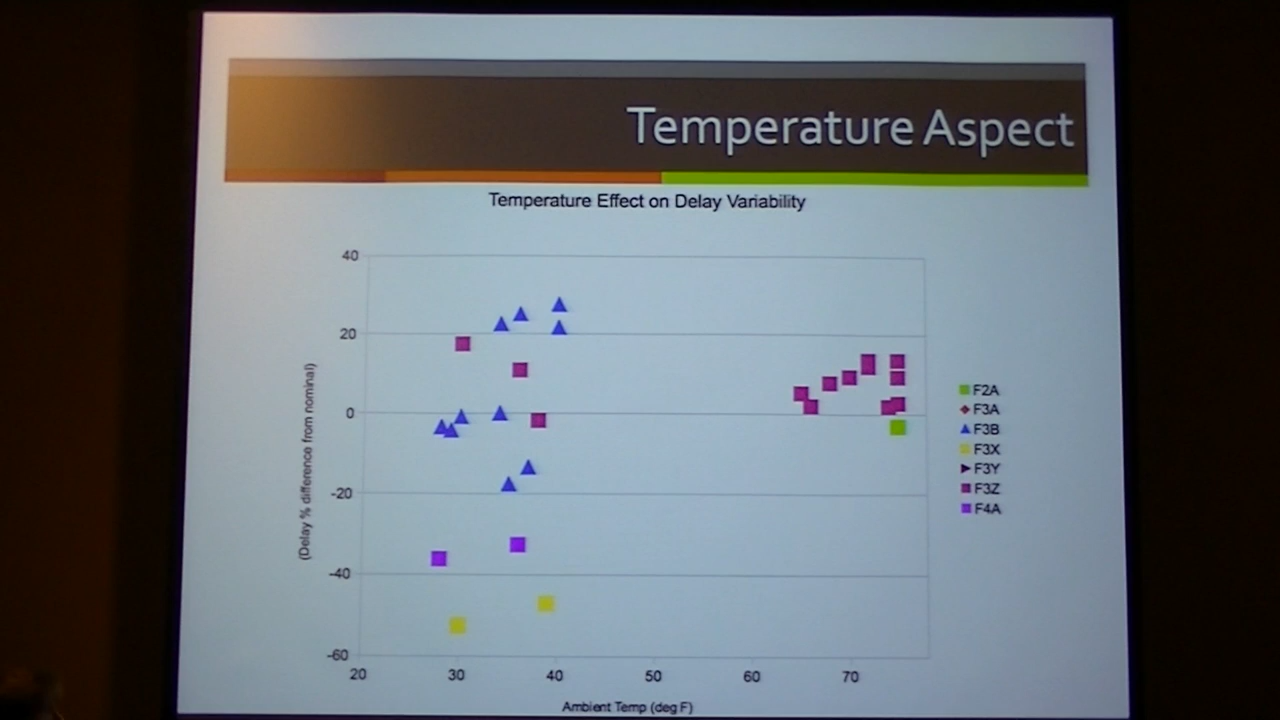 Temperature Aspect
Temperature Effect on Delay Variability
40
20
0
-20
-40
-60
(Delay % difference from nominal)
20 30 40 50 60 70
Ambient Temp (deg F)
F2A
F3A
F3B
F3X
F3Y
F3Z
F4A